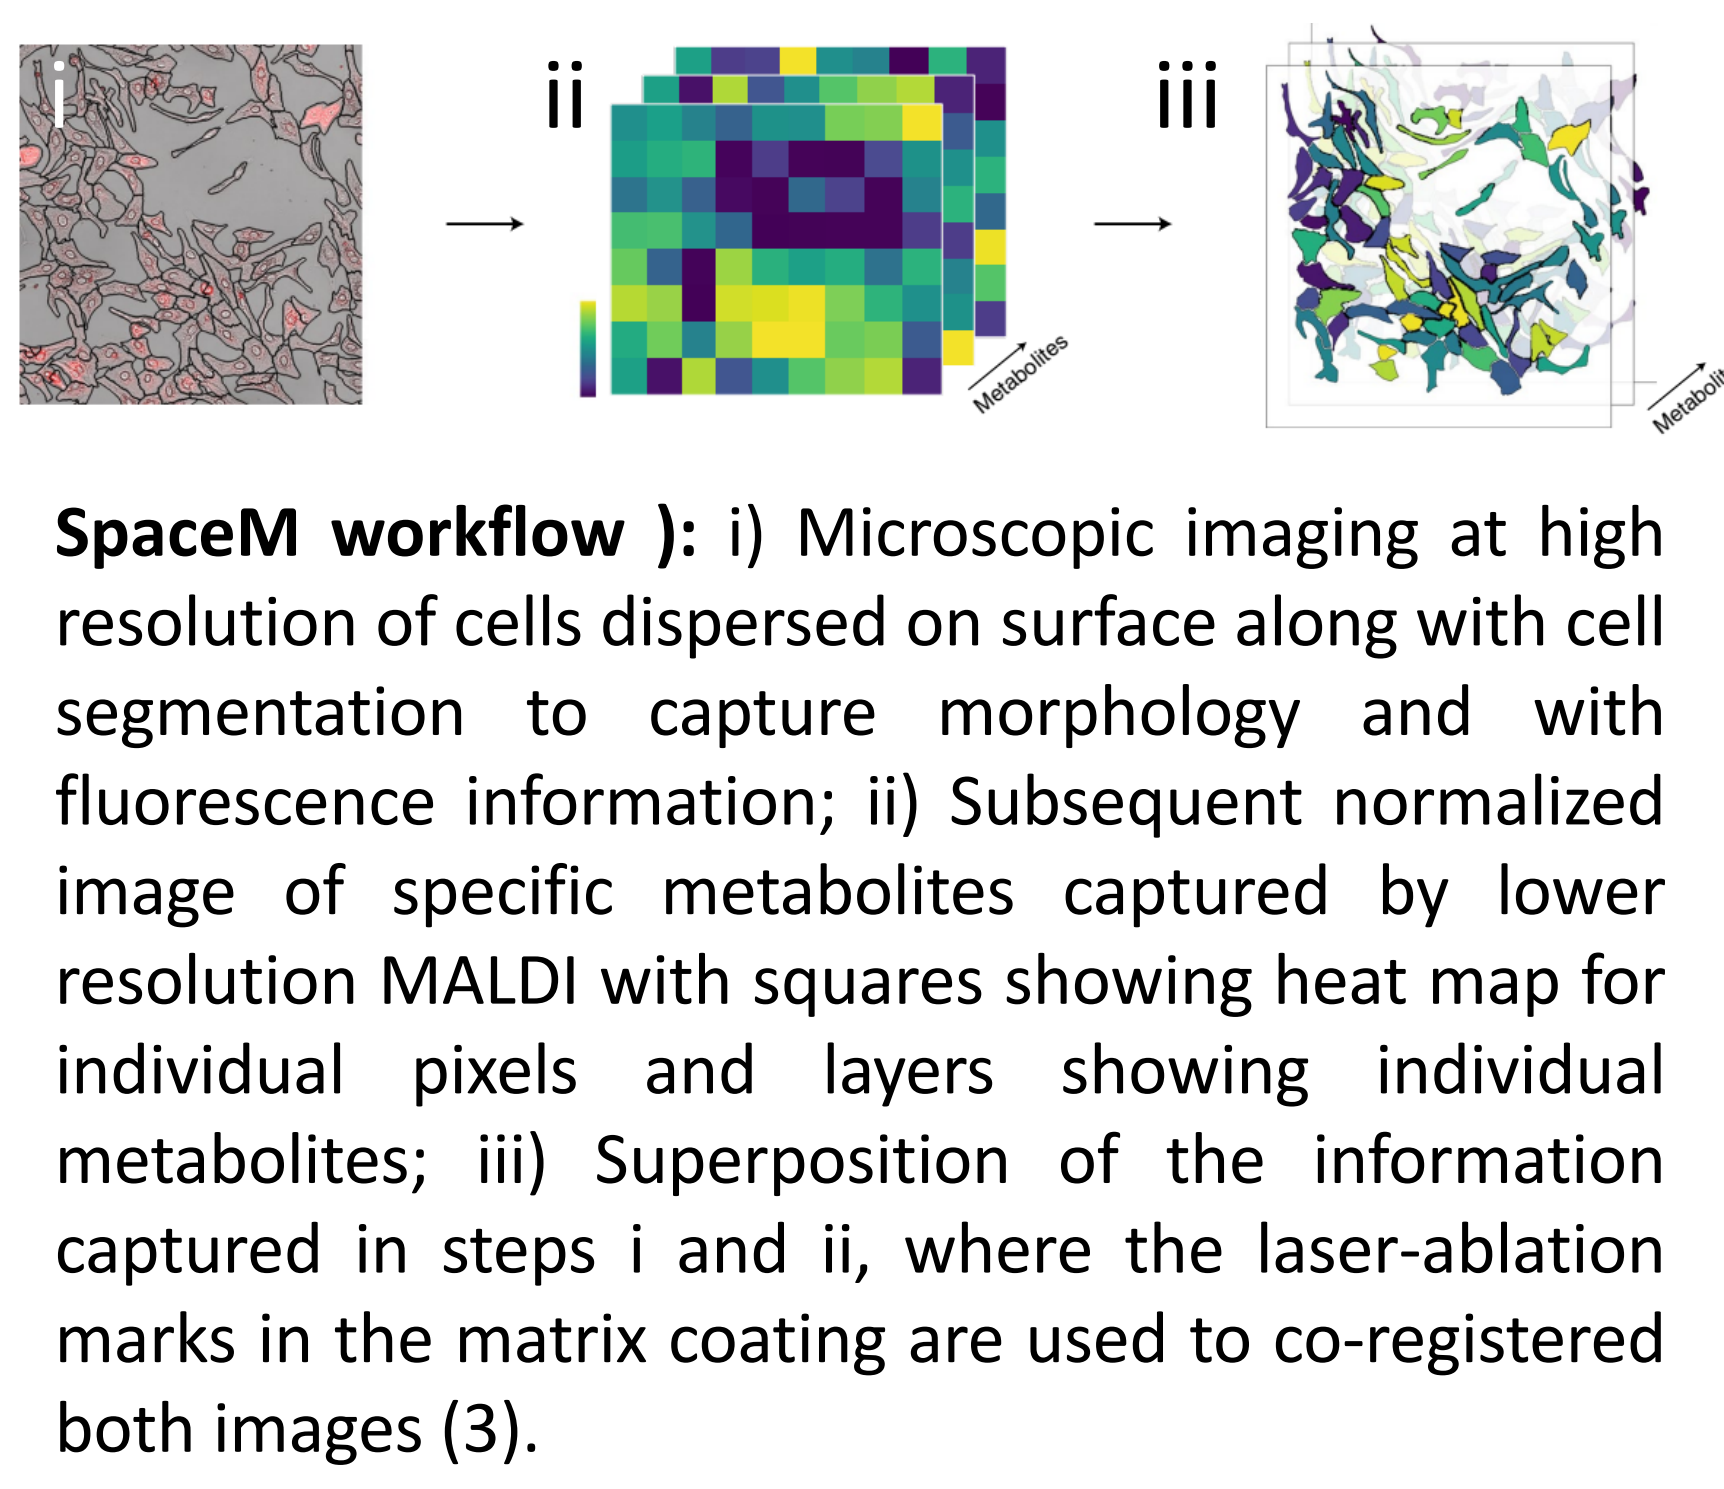 i
ii
iii
Metabolites
SpaceM workflow ): i) Microscopic imaging at high
resolution of cells dispersed on surface along with cell
segmentation to capture morphology and with
fluorescence information; ii) Subsequent normalized
image of specific metabolites captured by lower
resolution MALDI with squares showing heat map for
individual pixels and layers showing individual
metabolites; iii) Superposition of the information
captured in steps i and ii, where the laser-ablation
marks in the matrix coating are used to co-registered
both images (3).